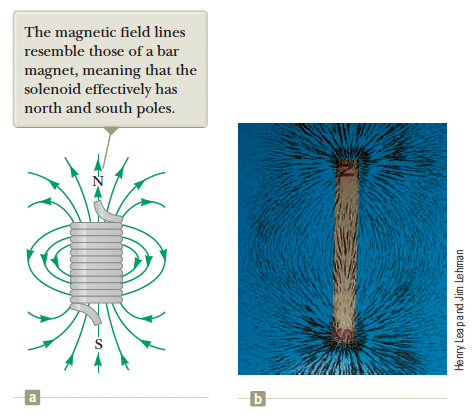 The magnetic field lines
resemble those of a bar
magnet, meaning that the
solenoid effectively has
north and south poles.
N
S
N
S
Henry Leap and Jim Lehman
a
b